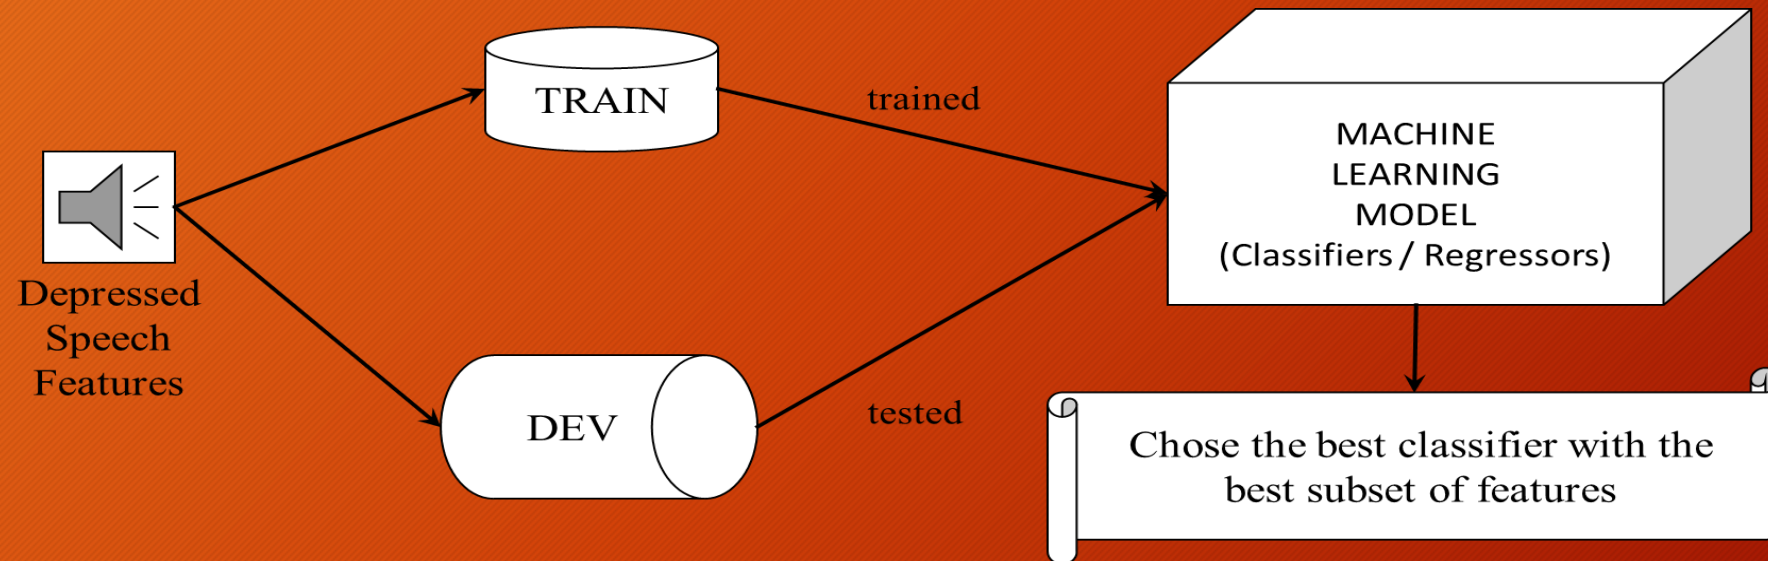 TRAIN
trained
MACHINE
LEARNING
MODEL
(Classifiers / Regressors)
Depressed
Speech
Features
DEV
tested
Chose the best classifier with the
best subset of features